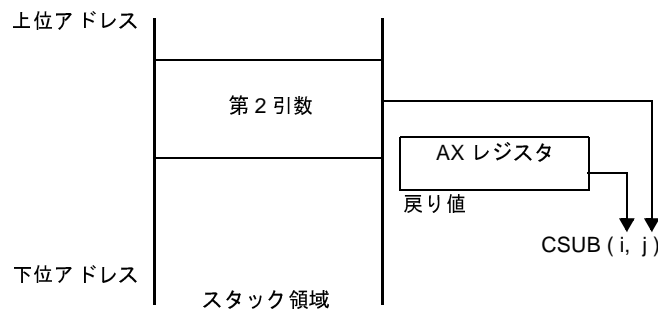 上位アドレス
第 2 引数
AX レジスタ
戻り値
CSUB ( i, j )
下位アドレス
スタック領域